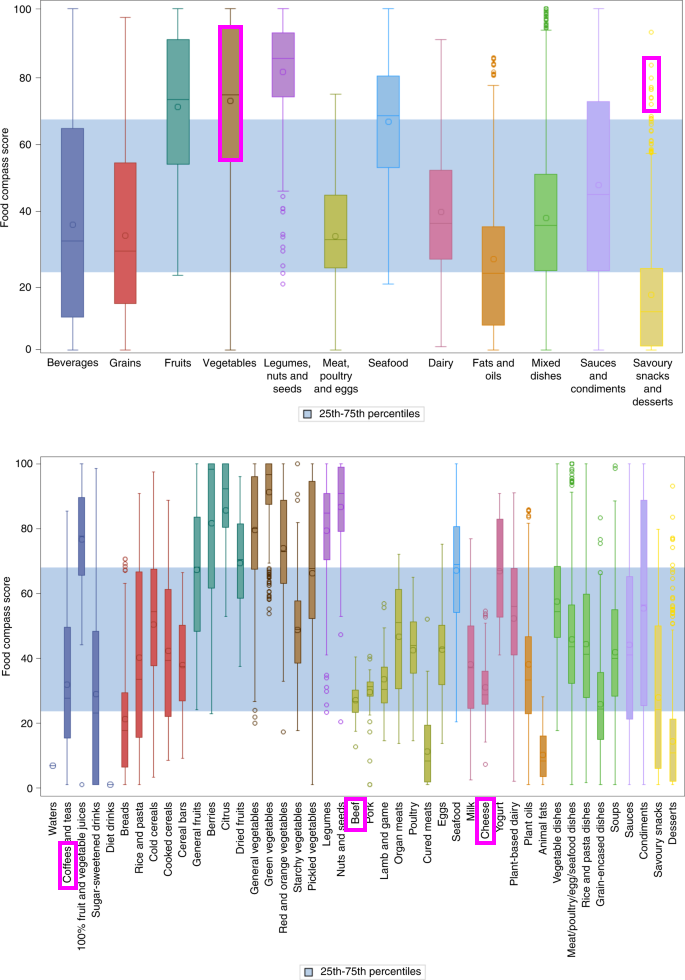 Food compass score
100
80
60
40
20
0
Beverages
Grains
Fruits
Vegetables
Legumes,
nuts and
seeds
Meat,
poultry
and eggs
Seafood
Dairy
Fats and
oils
Mixed
dishes
Sauces
and
condiments
Savoury
snacks
and
desserts
25th-75th percentiles
Food compass score
100
80
60
40
20
0
Waters
Coffees and teas
100% fruit and vegetable juices
Sugar-sweetened drinks
Diet drinks
Breads
Rice and pasta
Cold cereals
Cooked cereals
Cereal bars
General fruits
Berries
Citrus
Dried fruits
General vegetables
Green vegetables
Red and orange vegetables
Starchy vegetables
Pickled vegetables
Legumes
Nuts and seeds
Beef
Pork
Lamb and game
Organ meats
Poultry
Cured meats
Eggs
Seafood
Milk
Cheese
Yogurt
Plant-based dairy
Plant oils
Animal fats
Vegetable dishes
Meat/poultry/egg/seafood dishes
Rice and pasta dishes
Grain-encased dishes
Soups
Sauces
Condiments
Savoury snacks
Desserts
25th-75th percentiles